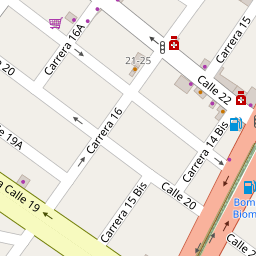 Carrera 16A
Carrera 15
21-25
20
Calle 22
Carrera 16
Carrera 14 Bis
19A
Calle 20
Carrera 15 Bis
a Calle 19
Bom
Biom
Calle 2